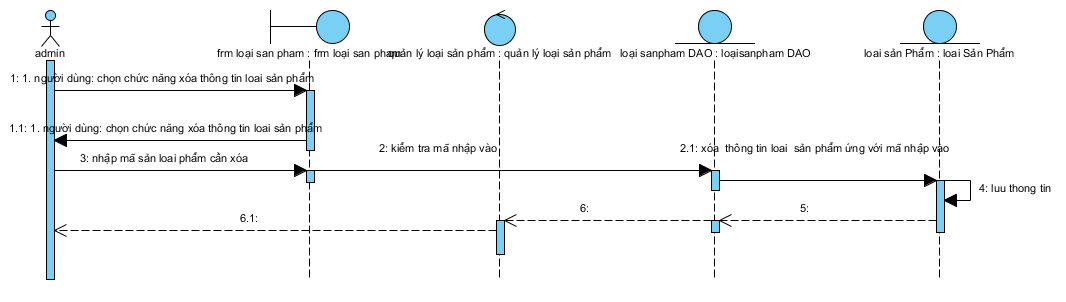 admin
frm loại san pham : frm loại san pham
quản lý loại sản phẩm : quản lý loại sản phẩm
loại sanpham DAO : loạisanpham DAO
loại sản Phẩm : loai Sản Phẩm
1: 1. người dùng: chọn chức năng xóa thông tin loai sản phẩm
1.1: 1. người dùng: chọn chức năng xóa thông tin loai sản phẩm
2: kiểm tra mã nhập vào
2.1: xóa thông tin loai sản phẩm ứng với mã nhập vào
3: nhập mã sản loai phẩm cần xóa
4: luu thong tin
5:
6:
6.1: